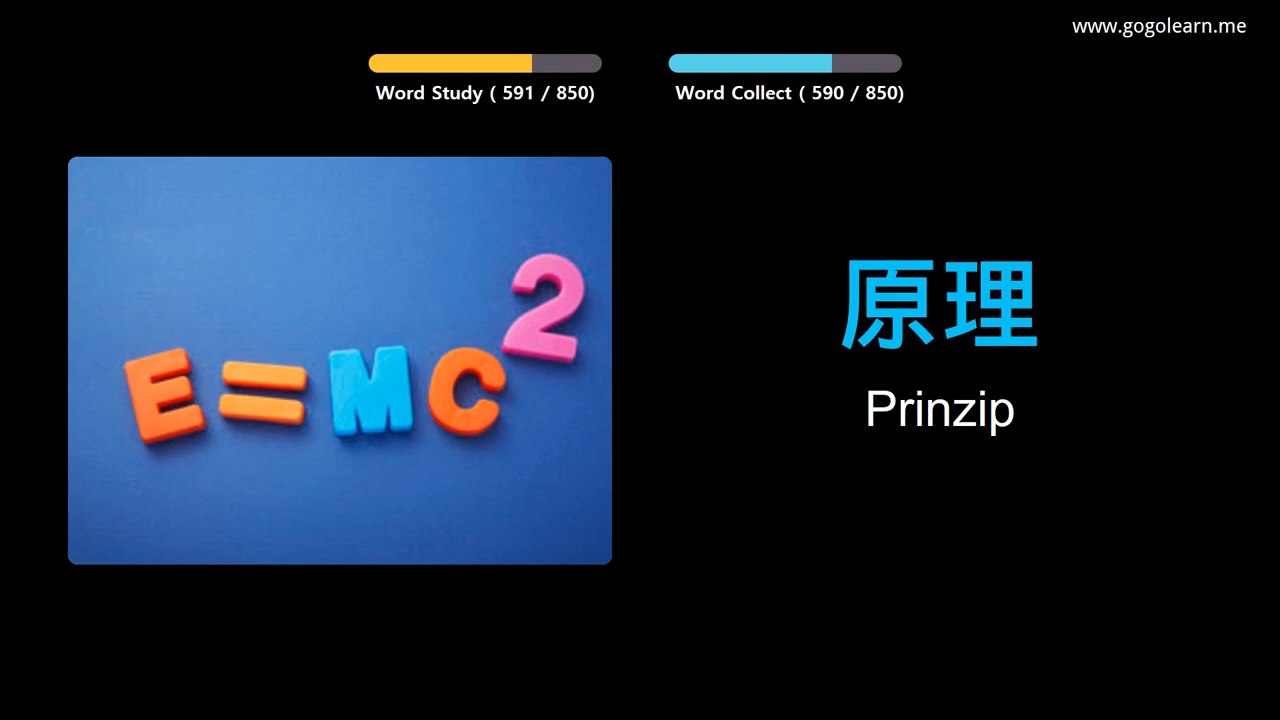 www.gogolearn.me
Word Study ( 591 / 850)
Word Collect ( 590 / 850)
E=MC²
原理
Prinzip